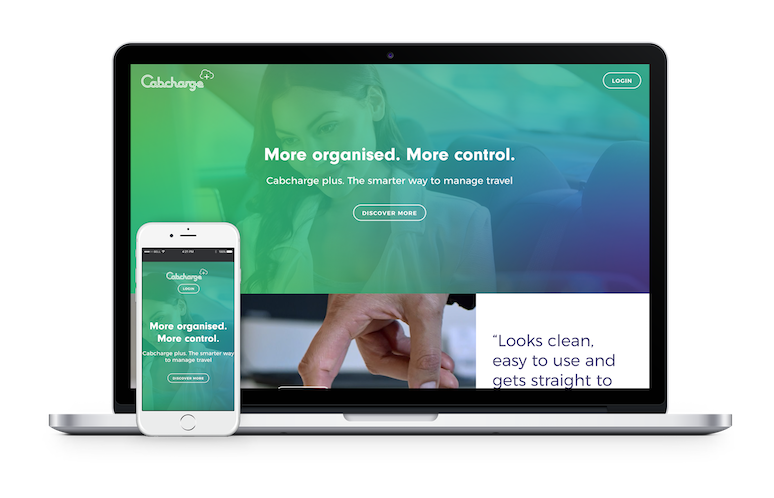 Cabcharge
LOGIN
More organised. More control.
Cabcharge plus. The smarter way to manage travel
DISCOVER MORE
“Looks clean,
easy to use and
gets straight to
4:21 PM
Cabcharge
LOGIN
More organised.
More control.
Cabcharge plus. The smarter way
to manage travel
DISCOVER MORE